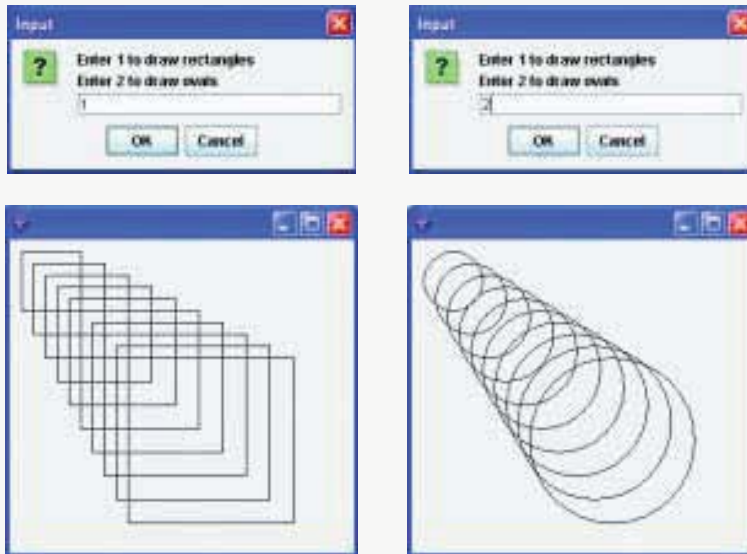 Input
Enter 1 to draw rectangles
Enter 2 to draw ovals
1
OK Cancel
Input
Enter 1 to draw rectangles
Enter 2 to draw ovals
2
OK Cancel